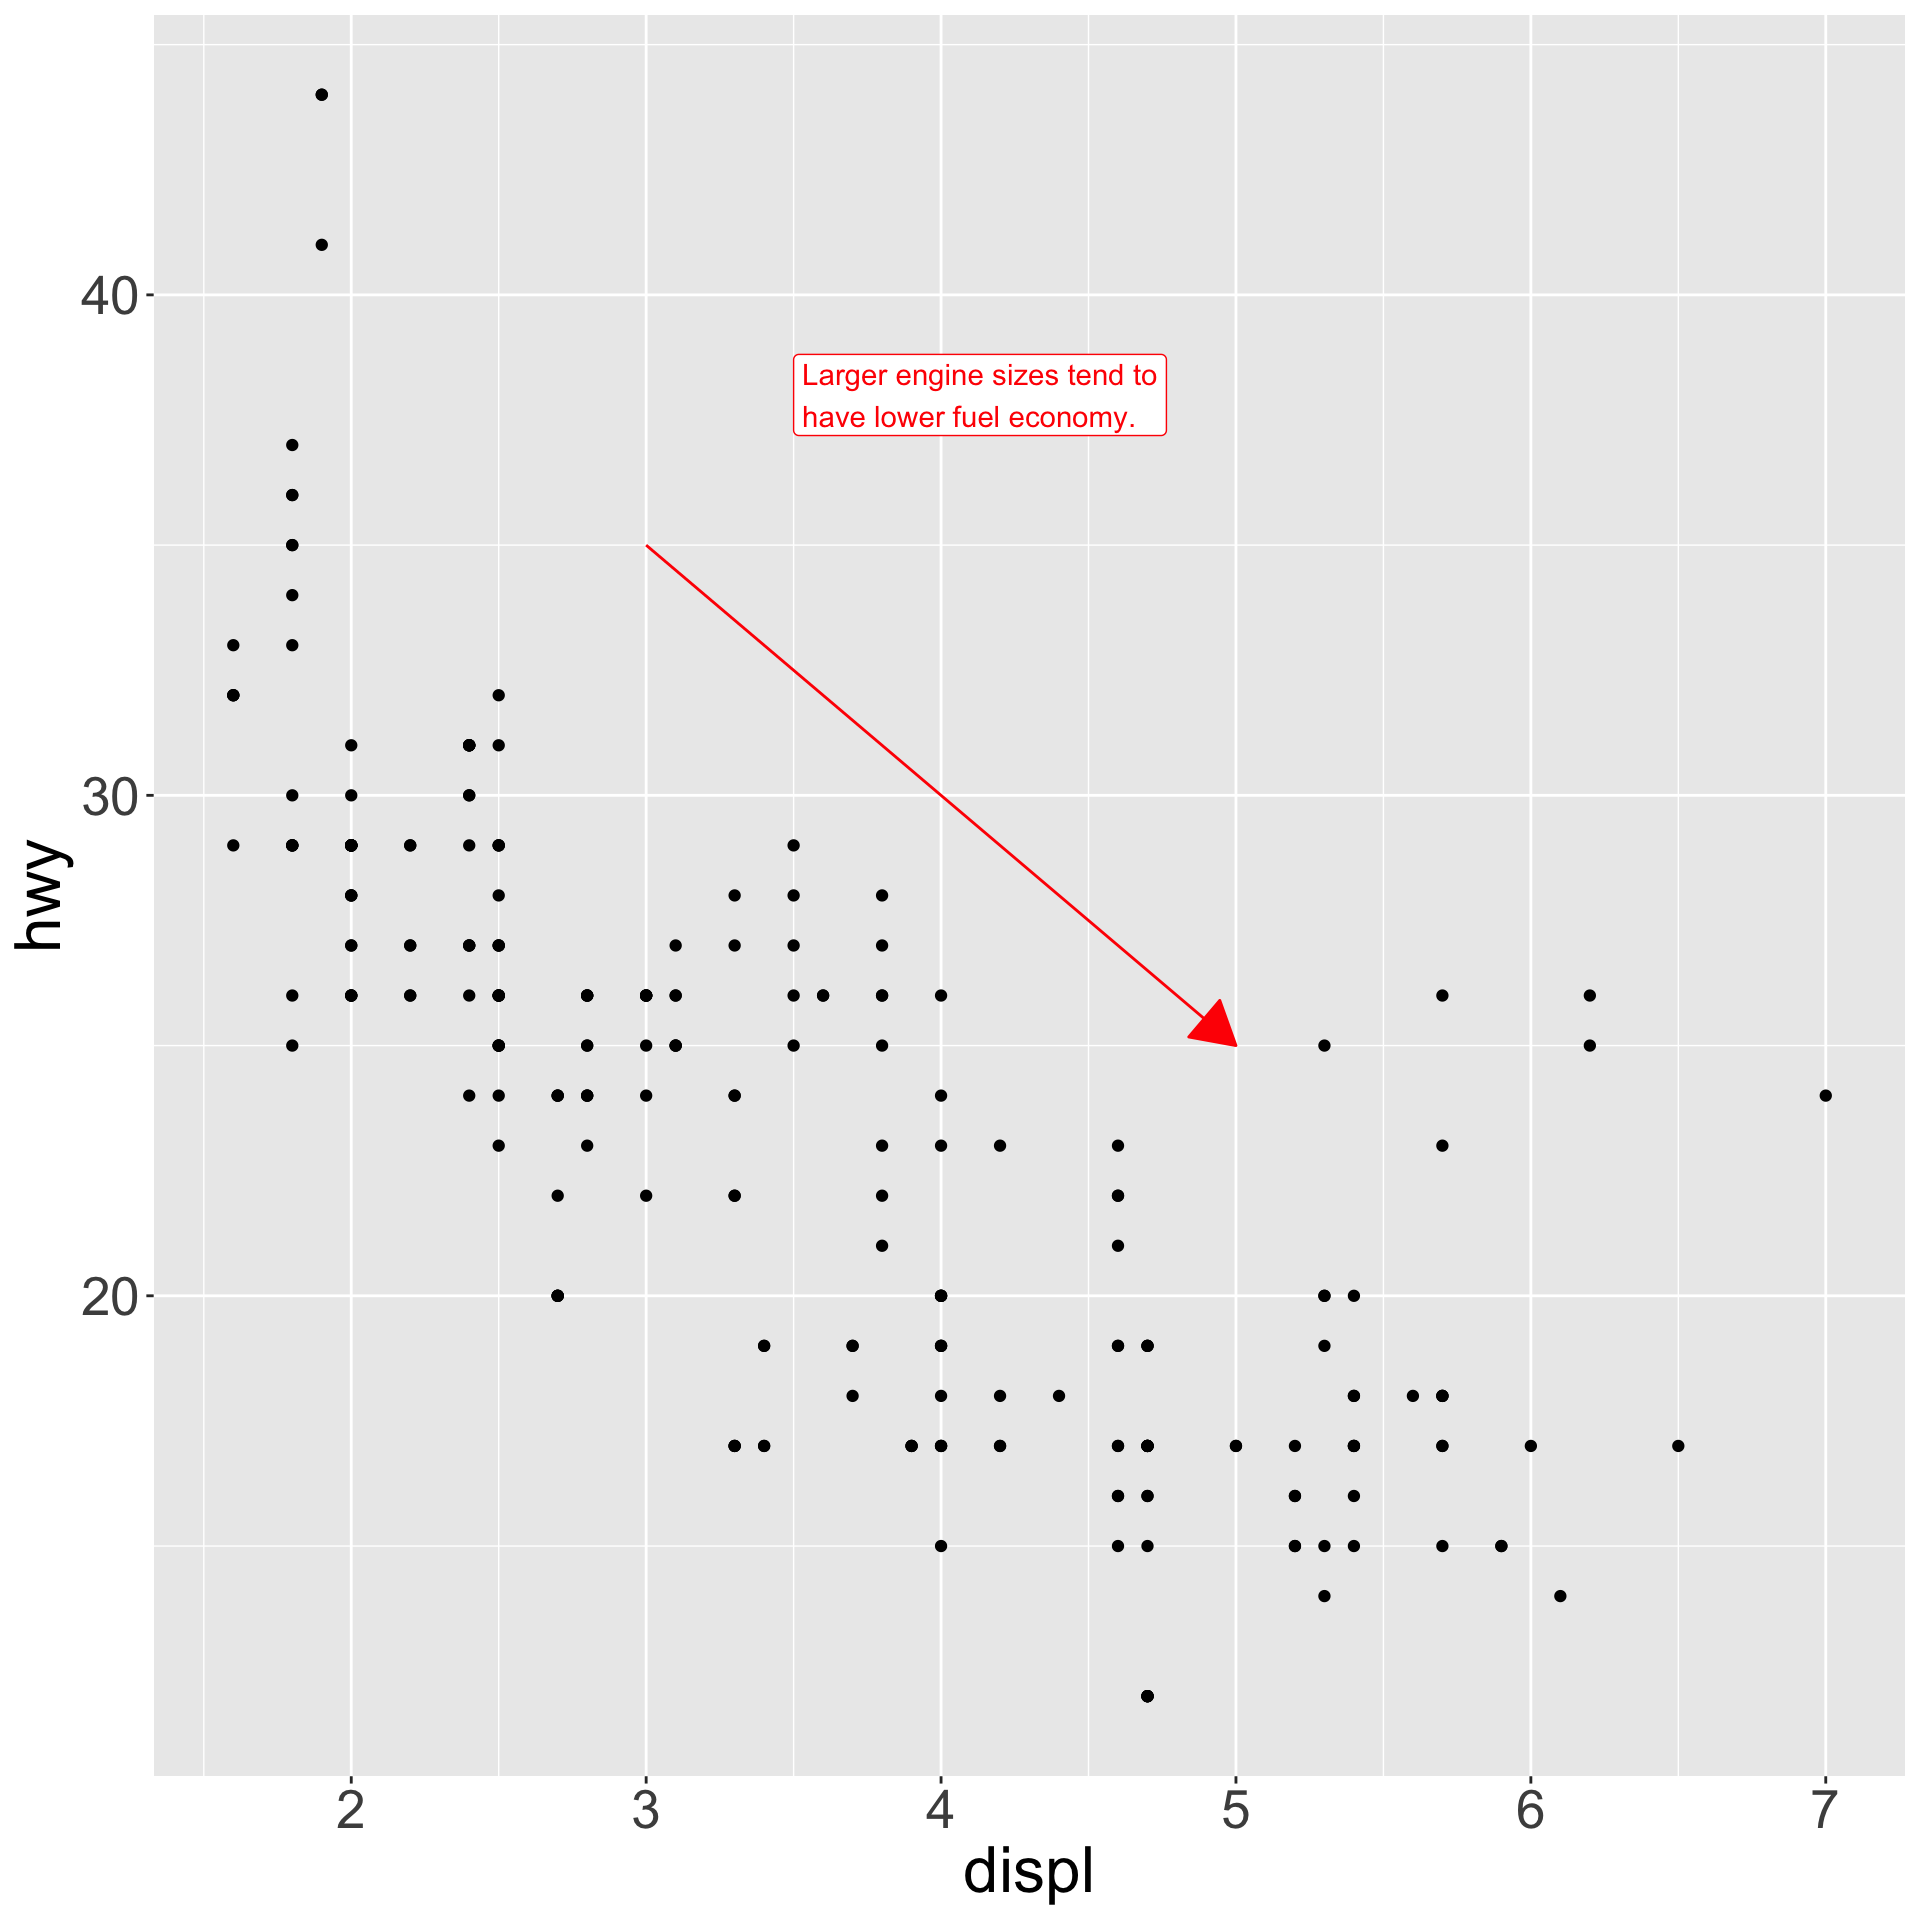 40
Larger engine sizes tend to
have lower fuel economy.
30
hwy
20
2 3 4 5 6 7
displ